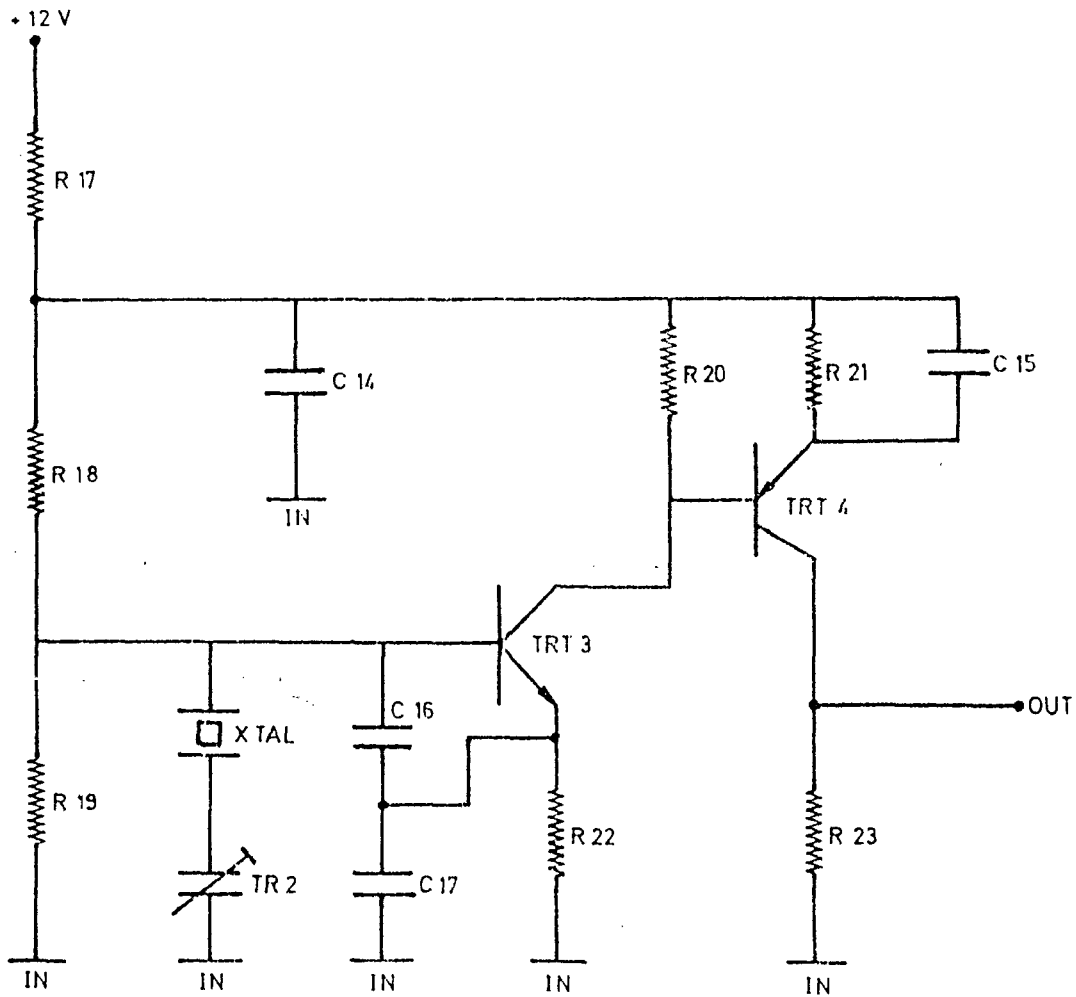 + 12 V
R 17
C 14
R 20
R 21
C 15
R 18
IN
TRT 4
TRT 3
C 16
OUT
X TAL
R 19
R 22
R 23
TR 2
C 17
IN
IN
IN
IN
IN